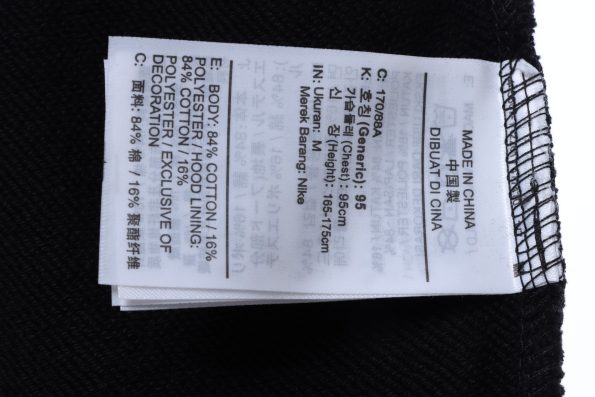 MADE IN CHINA
中国製
DIBUAT DI CINA
C: 170/88A
K: 호칭 (Generic): 95
가슴둘레 (Chest) : 95cm
신 장 (Height) : 165-175cm
IN: Ukuran: M
Merek Barang: Nike
E: BODY: 84% COTTON / 16%
POLYESTER / HOOD LINING:
84% COTTON / 16%
POLYESTER / EXCLUSIVE OF
DECORATION
C: 面料: 84% 棉 / 16% 聚酯纤维